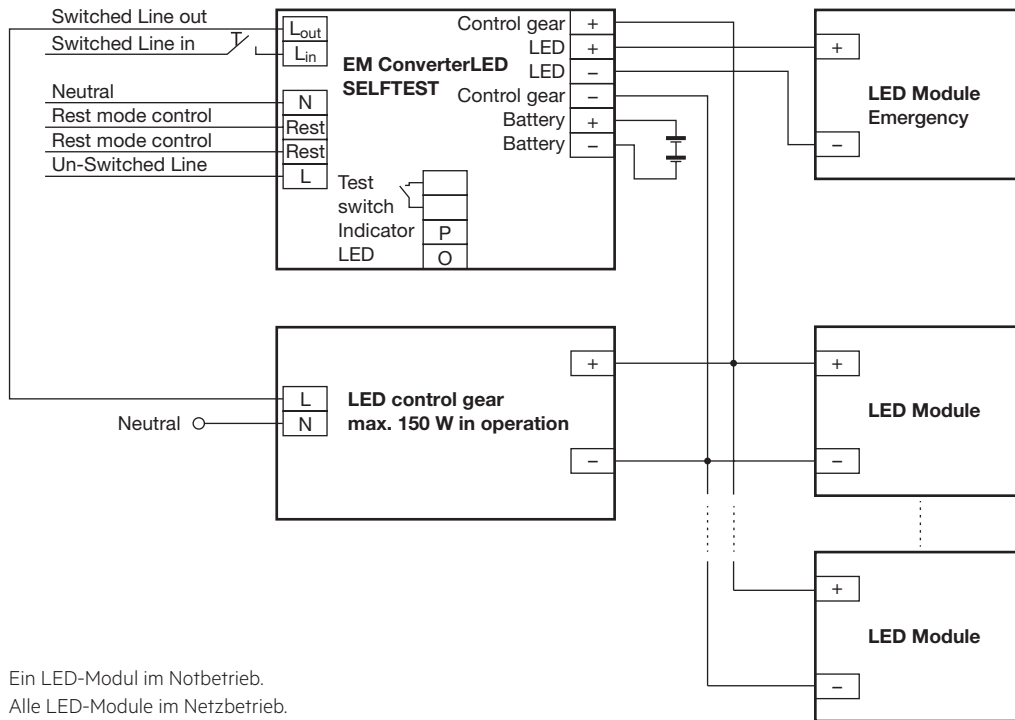 Switched Line out
Switched Line in
Neutral
Rest mode control
Rest mode control
Un-Switched Line
Lout
Lin
N
Rest
Rest
L
EM ConverterLED
SELFTEST
Test
switch
Indicator
LED
P
O
Control gear +
LED +
LED –
Control gear –
Battery +
Battery –
+
–
LED Module
Emergency
Neutral
L
N
LED control gear
max. 150 W in operation
+
–
+
–
LED Module
+
–
LED Module
Ein LED-Modul im Notbetrieb.
Alle LED-Module im Netzbetrieb.